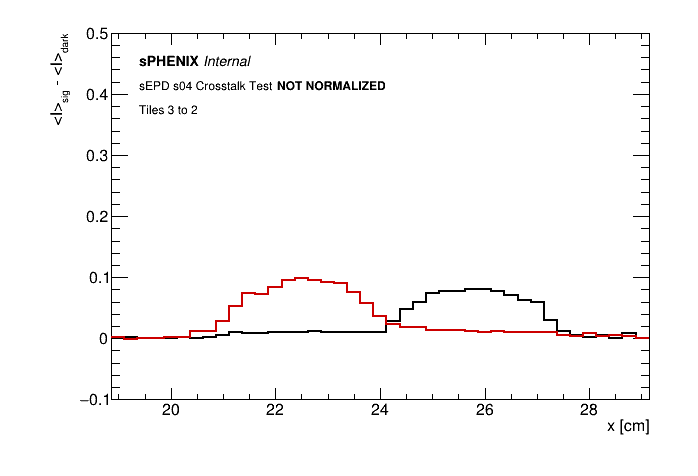 <I>sig - <I>dark
0.5
sPHENIX Internal
sEPD s04 Crosstalk Test NOT NORMALIZED
0.4
Tiles 3 to 2
0.3
0.2
0.1
0
−0.1
20 22 24 26 28
x [cm]